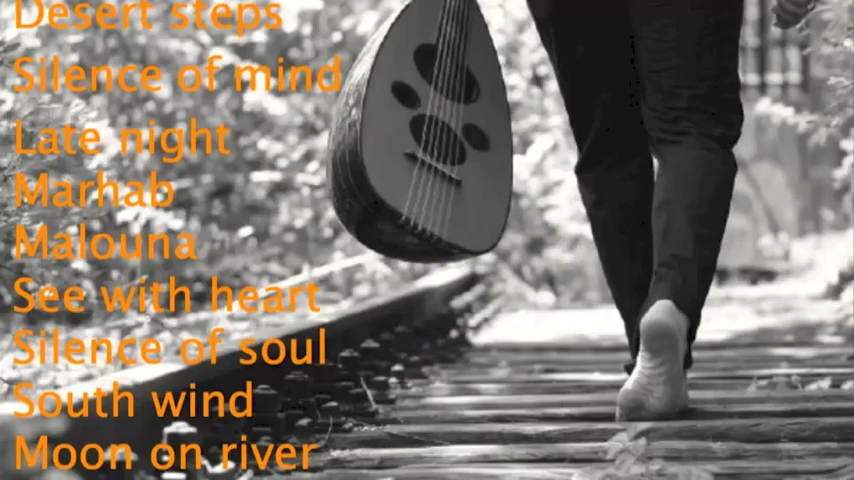 Desert steps
Silence of mind
Late night
Marhab
Malouna
See with heart
Silence of soul
South wind
Moon on river